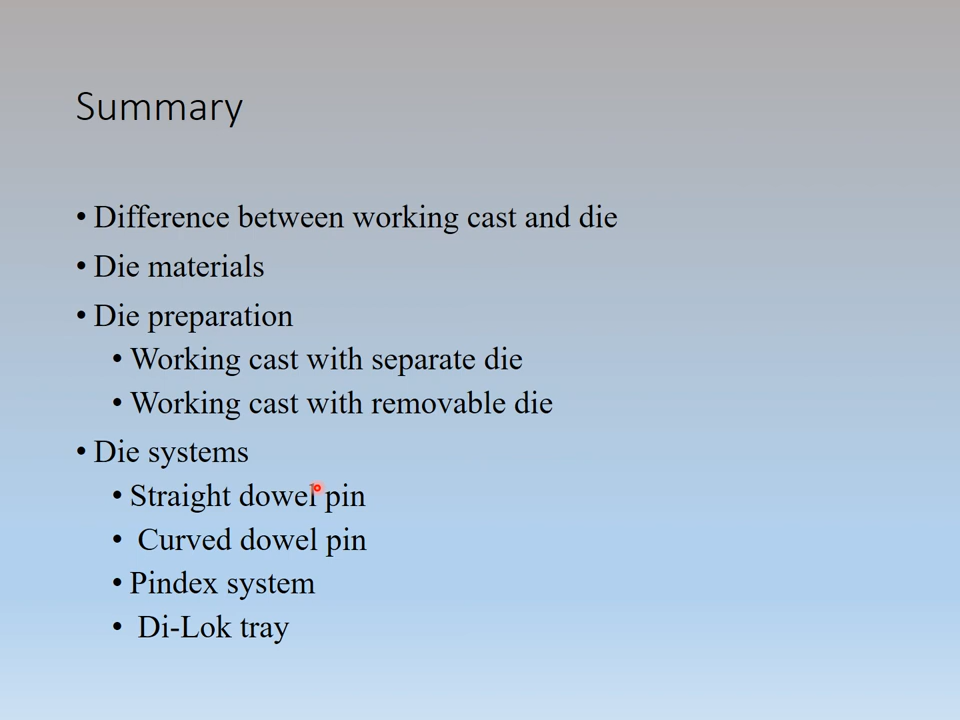 Summary
• Difference between working cast and die
• Die materials
• Die preparation
• Working cast with separate die
• Working cast with removable die
• Die systems
• Straight dowel pin
• Curved dowel pin
• Pindex system
• Di-Lok tray